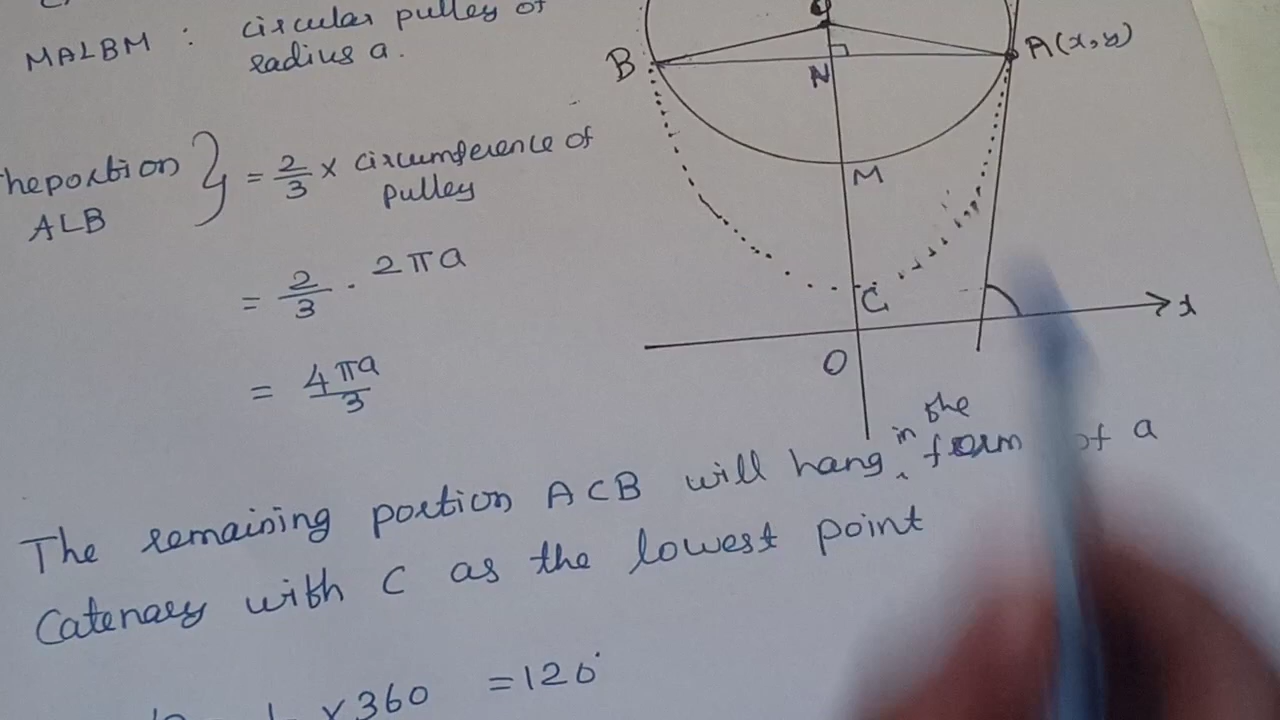 MALBM : circular pulley of
radius a.
he portion
ALB } = 2/3 × circumference of
pulley
= 2/3 . 2πa
= 4πa/3
B
N
A(x,y)
M
C
x
O
The remaining portion ACB will hang in the form of a
Catenary with C as the lowest point
× 360 = 120°